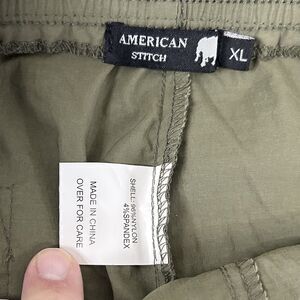 AMERICAN
STITCH
XL
SHELL: 96%NYLON
4%SPANDEX
MADE IN CHINA
OVER FOR CARE